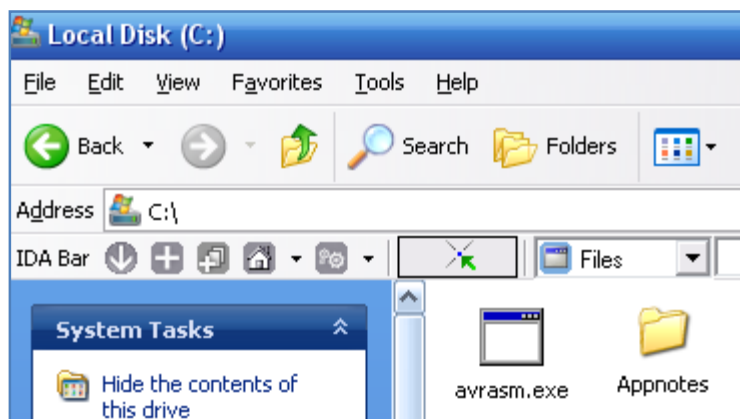 Local Disk (C:)
File Edit View Favorites Tools Help
Back Search Folders
Address C:\
IDA Bar Files
System Tasks
Hide the contents of
this drive
avrasm.exe Appnotes